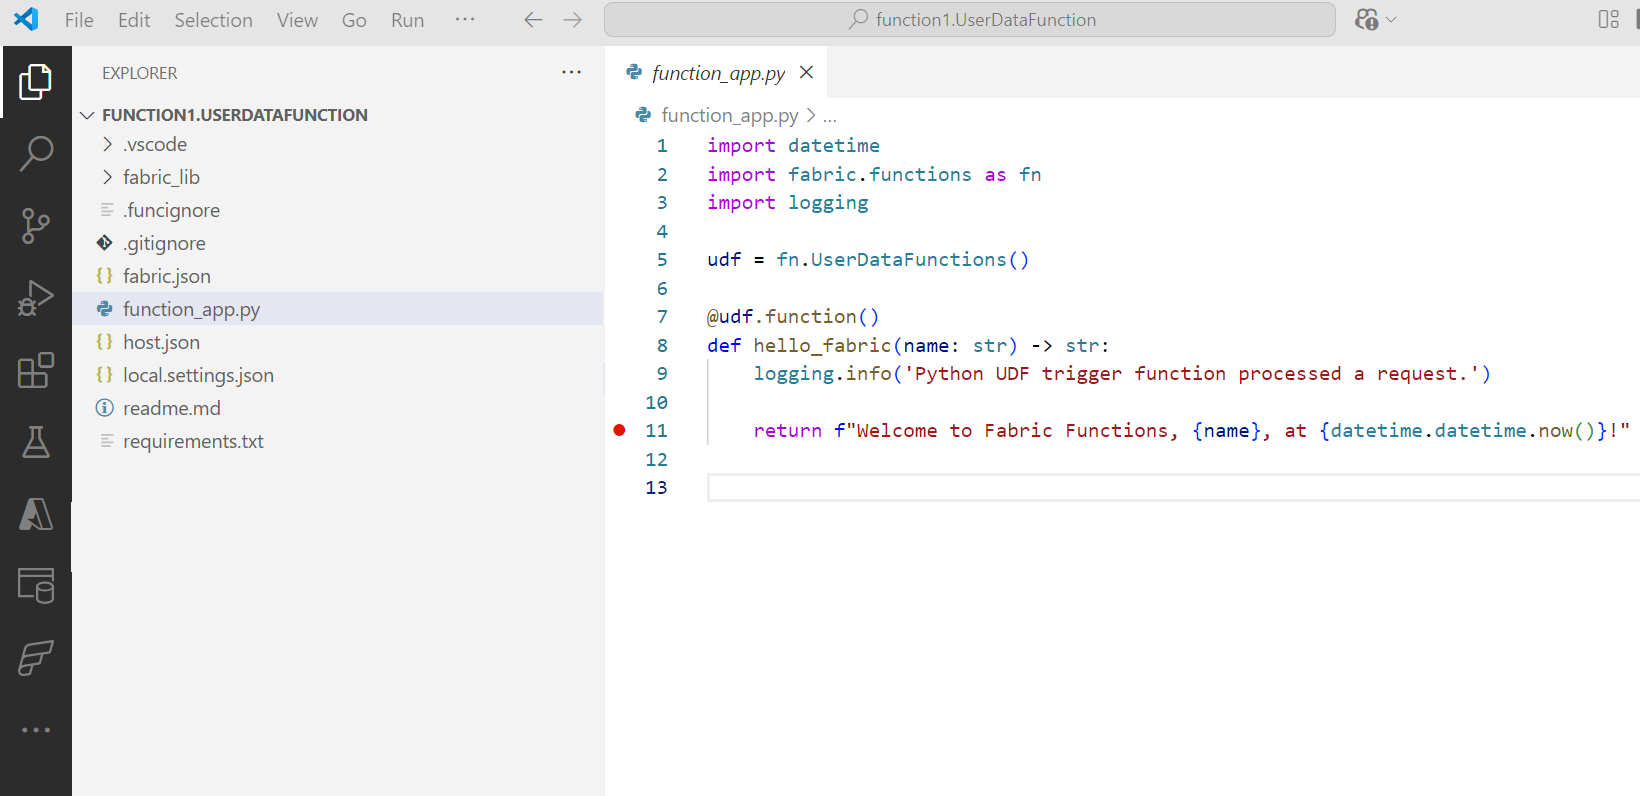 File Edit Selection View Go Run ··· function1.UserDataFunction
EXPLORER ···
FUNCTION1.USERDATAFUNCTION
.vscode
fabric_lib
.funcignore
.gitignore
{} fabric.json
function_app.py
{} host.json
{} local.settings.json
readme.md
requirements.txt
function_app.py
function_app.py > ...
1 import datetime
2 import fabric.functions as fn
3 import logging
4
5 udf = fn.UserDataFunctions()
6
7 @udf.function()
8 def hello_fabric(name: str) -> str:
9 logging.info('Python UDF trigger function processed a request.')
10
11 return f"Welcome to Fabric Functions, {name}, at {datetime.datetime.now()}!"
12
13